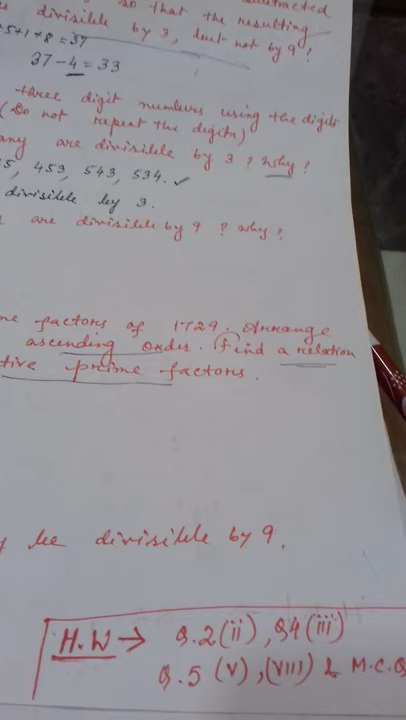 so that the resulting
divisible by 3, but not by 9?
+5+1+8=37
37-4=33
three digit numbers using the digits
(Do not repeat the digits)
any are divisible by 3? Why?
5, 453, 543, 534. ✓
divisible by 3.
are divisible by 9? Why?
factors of 1729. Arrange
ascending order. Find a relation
tive prime factors.
be divisible by 9.
H.W → Q.2(ii), Q4(iii)
Q.5 (V), (VIII) & M.C.Q